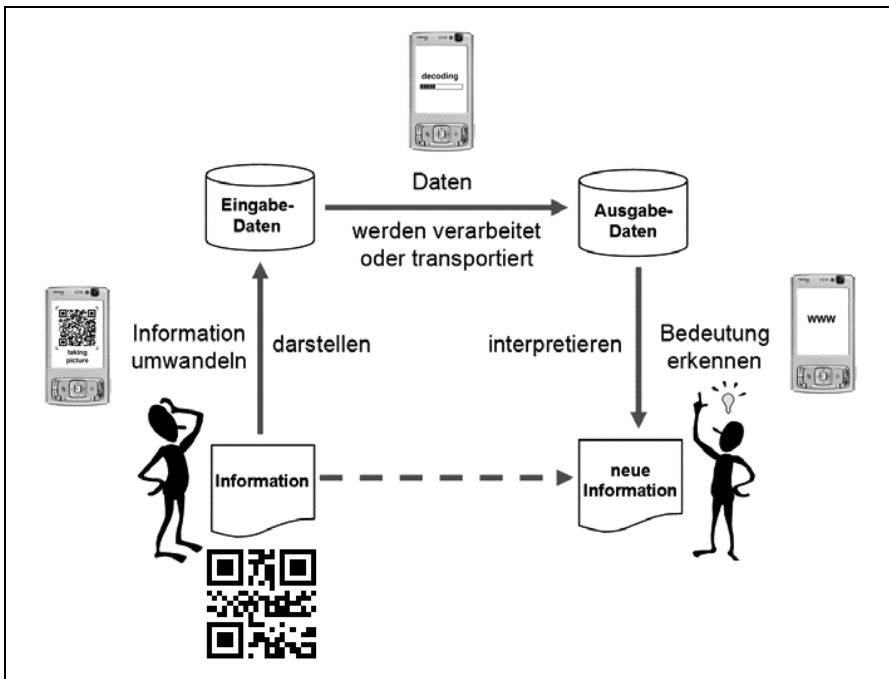 decoding
Daten
Eingabe-
Daten
Ausgabe-
Daten
werden verarbeitet
oder transportiert
taking
picture
Information
umwandeln
darstellen
interpretieren
Bedeutung
erkennen
www
Information
neue
Information